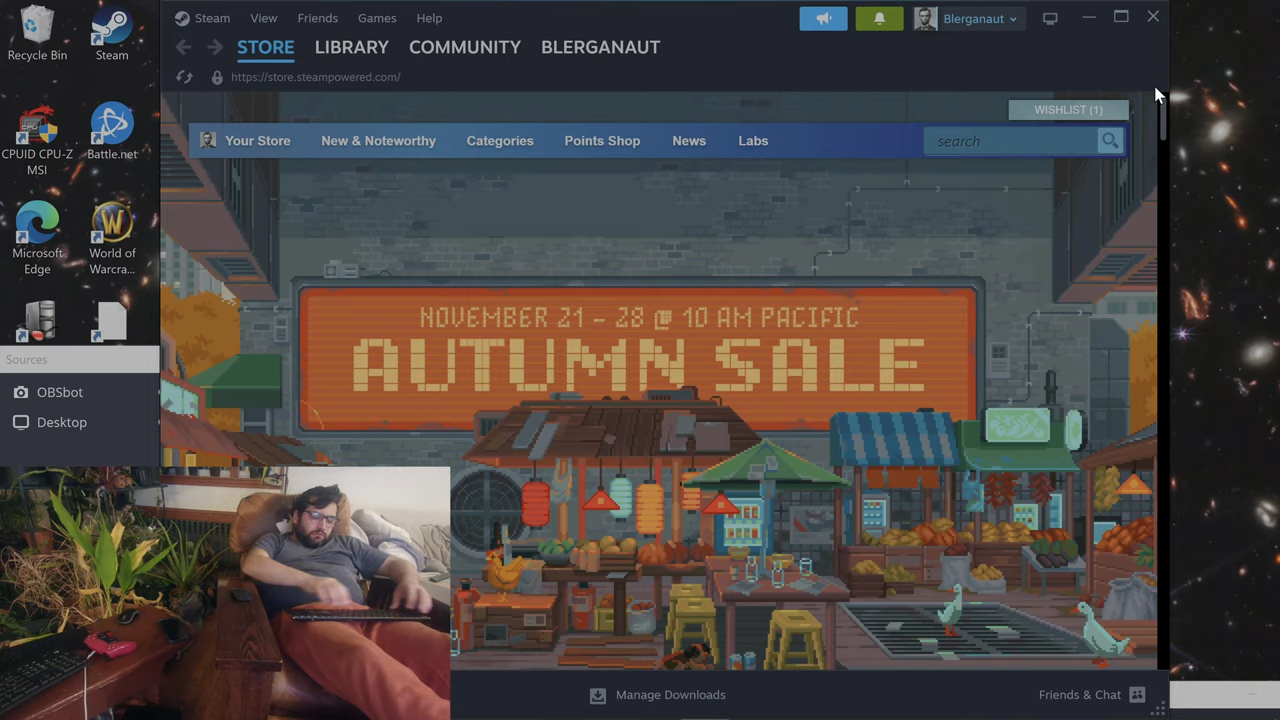 Recycle Bin
Steam
CPUID CPU-Z
MSI
Battle.net
Microsoft
Edge
World of
Warcra...
Sources
OBSbot
Desktop
Steam View Friends Games Help
Blerganaut
STORE LIBRARY COMMUNITY BLERGANAUT
https://store.steampowered.com/
WISHLIST (1)
Your Store New & Noteworthy Categories Points Shop News Labs
search
NOVEMBER 21 - 28 @ 10 AM PACIFIC
AUTUMN SALE
Manage Downloads
Friends & Chat